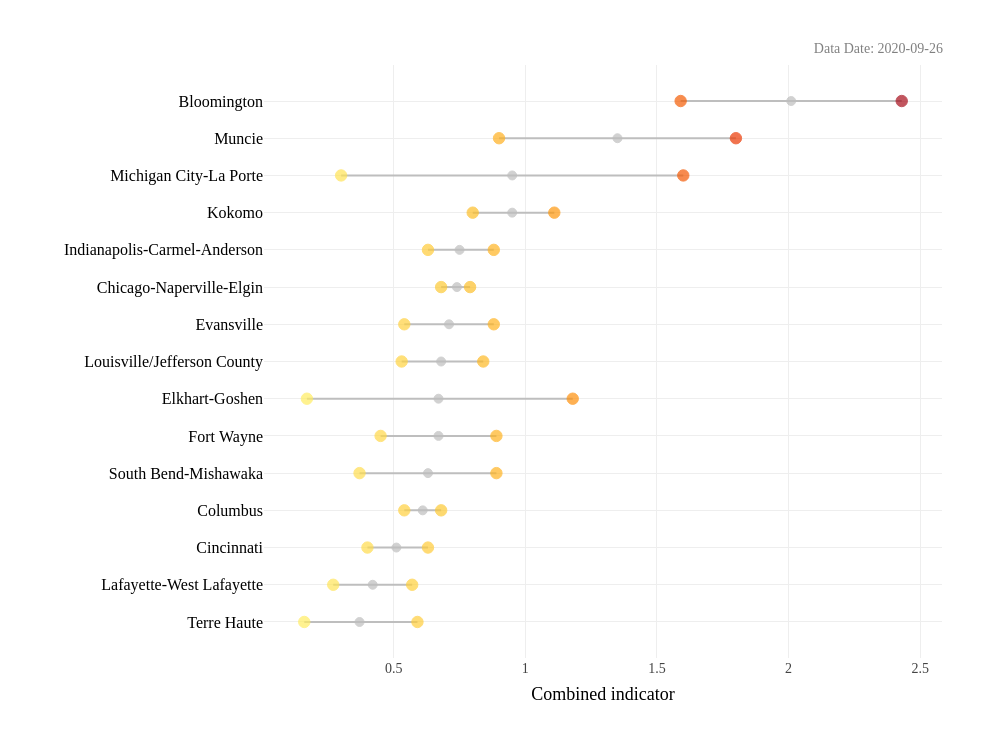 Data Date: 2020-09-26
Bloomington
Muncie
Michigan City-La Porte
Kokomo
Indianapolis-Carmel-Anderson
Chicago-Naperville-Elgin
Evansville
Louisville/Jefferson County
Elkhart-Goshen
Fort Wayne
South Bend-Mishawaka
Columbus
Cincinnati
Lafayette-West Lafayette
Terre Haute
0.5 1 1.5 2 2.5
Combined indicator